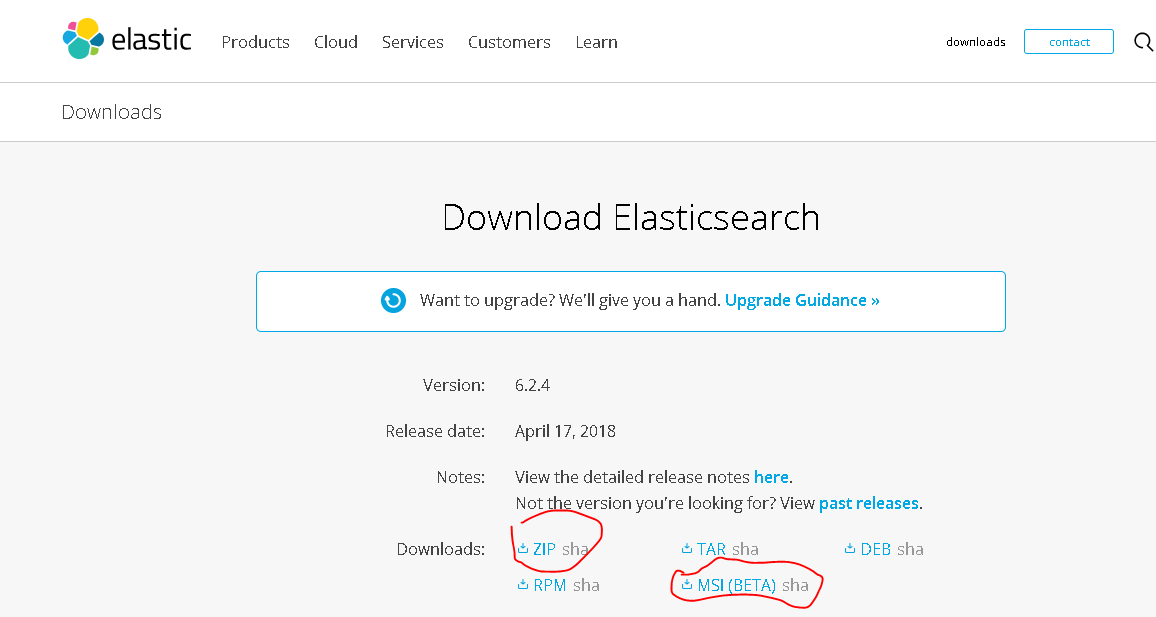 elastic Products Cloud Services Customers Learn downloads contact
Downloads
Download Elasticsearch
Want to upgrade? We'll give you a hand. Upgrade Guidance »
Version: 6.2.4
Release date: April 17, 2018
Notes: View the detailed release notes here.
Not the version you're looking for? View past releases.
Downloads: ZIP sha TAR sha DEB sha
RPM sha MSI (BETA) sha